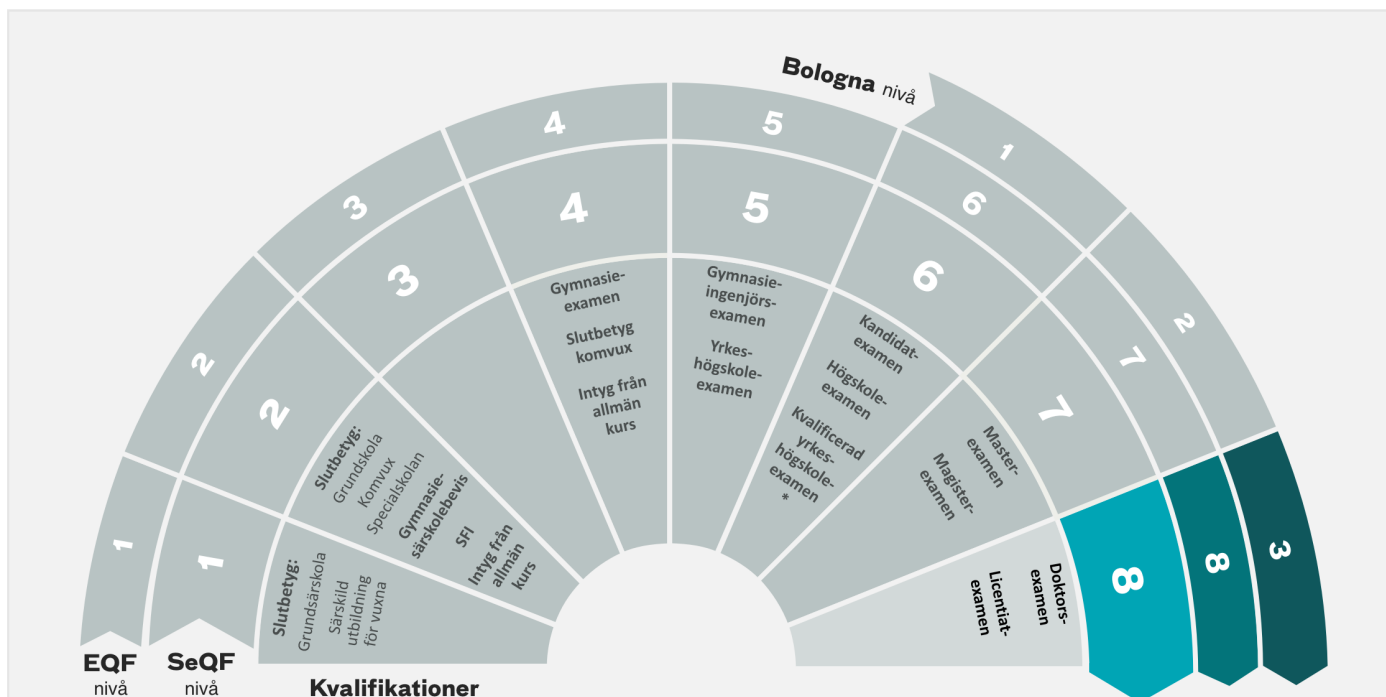 Bologna nivå
1
2
3
1
2
3
4
5
6
7
8
1
2
3
4
5
6
7
8
Slutbetyg:
Grundsärskola
Särskild
utbildning
för vuxna
Slutbetyg:
Grundskola
Komvux
Specialskolan
Gymnasie-
särskolebevis
SFI
Intyg från
allmän
kurs
Gymnasie-
examen
Slutbetyg
komvux
Intyg från
allmän
kurs
Gymnasie-
ingenjörs-
examen
Yrkes-
högskole-
examen
Kandidat-
examen
Högskole-
examen
Kvalificerad
yrkes-
högskole-
examen
*
Master-
examen
Magister-
examen
Doktors-
examen
Licentiat-
examen
EQF
nivå
SeQF
nivå
Kvalifikationer